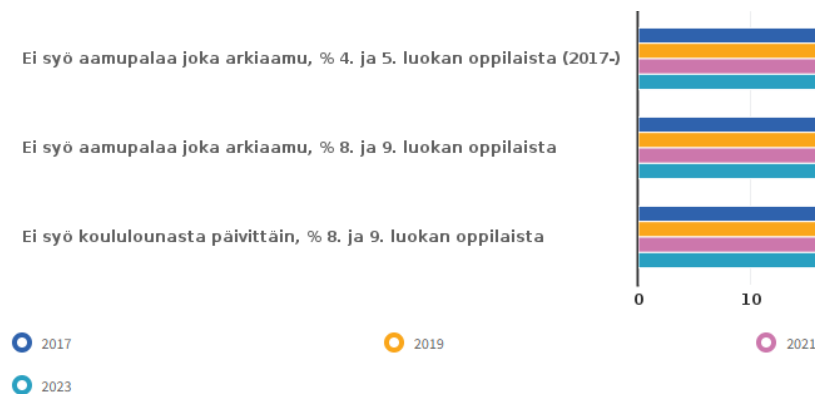 Ei syö aamupalaa joka arkiaamu, % 4. ja 5. luokan oppilaista (2017-)
Ei syö aamupalaa joka arkiaamu, % 8. ja 9. luokan oppilaista
Ei syö koululounasta päivittäin, % 8. ja 9. luokan oppilaista
0 10
2017 2019 2021
2023